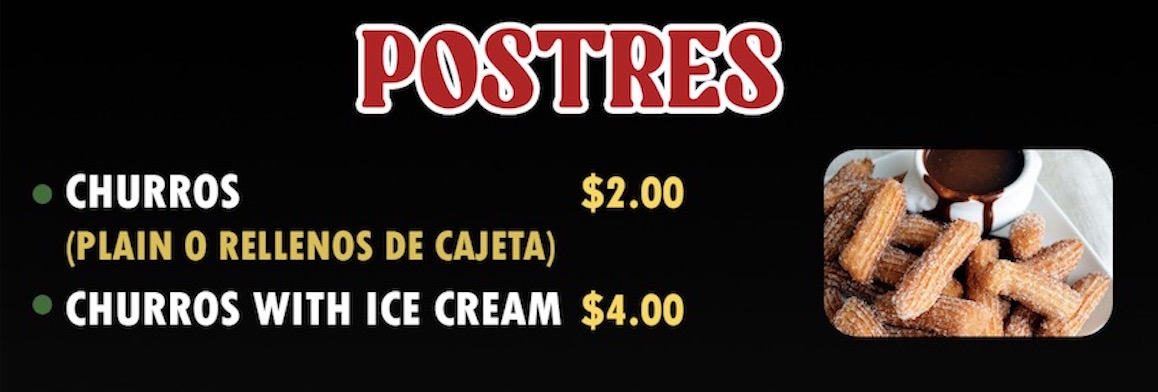 POSTRES
CHURROS $2.00
(PLAIN O RELLENOS DE CAJETA)
CHURROS WITH ICE CREAM $4.00